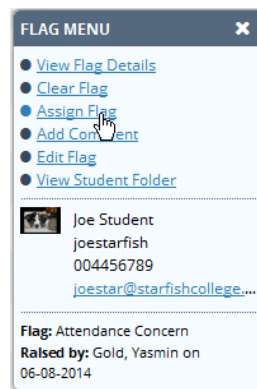 FLAG MENU ×
View Flag Details
Clear Flag
Assign Flag
Add Comment
Edit Flag
View Student Folder
Joe Student
joestarfish
004456789
joestar@starfishcollege....
Flag: Attendance Concern
Raised by: Gold, Yasmin on
06-08-2014